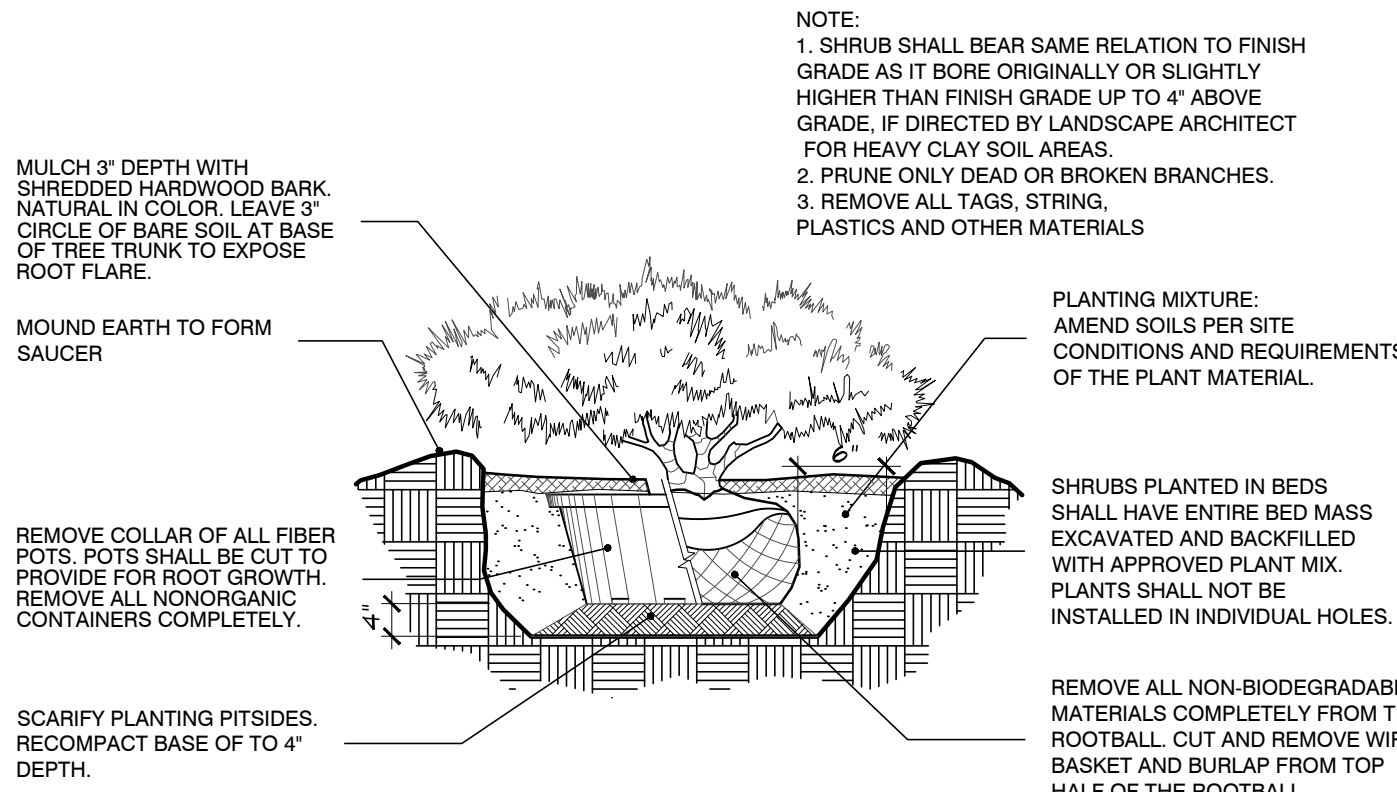 NOTE:
1. SHRUB SHALL BEAR SAME RELATION TO FINISH
GRADE AS IT BORE ORIGINALLY OR SLIGHTLY
HIGHER THAN FINISH GRADE UP TO 4" ABOVE
GRADE, IF DIRECTED BY LANDSCAPE ARCHITECT
FOR HEAVY CLAY SOIL AREAS.
2. PRUNE ONLY DEAD OR BROKEN BRANCHES.
3. REMOVE ALL TAGS, STRING,
PLASTICS AND OTHER MATERIALS
MULCH 3" DEPTH WITH
SHREDDED HARDWOOD BARK.
NATURAL IN COLOR. LEAVE 3"
CIRCLE OF BARE SOIL AT BASE
OF TREE TRUNK TO EXPOSE
ROOT FLARE.
MOUND EARTH TO FORM
SAUCER
REMOVE COLLAR OF ALL FIBER
POTS. POTS SHALL BE CUT TO
PROVIDE FOR ROOT GROWTH.
REMOVE ALL NONORGANIC
CONTAINERS COMPLETELY.
4"
SCARIFY PLANTING PITSIDES.
RECOMPACT BASE OF TO 4"
DEPTH.
6"
PLANTING MIXTURE:
AMEND SOILS PER SITE
CONDITIONS AND REQUIREMENTS
OF THE PLANT MATERIAL.
SHRUBS PLANTED IN BEDS
SHALL HAVE ENTIRE BED MASS
EXCAVATED AND BACKFILLED
WITH APPROVED PLANT MIX.
PLANTS SHALL NOT BE
INSTALLED IN INDIVIDUAL HOLES.
REMOVE ALL
MATERIALS COMPLETELY FROM
ROOTBALL. CUT AND REMOVE
BASKET AND BURLAP FROM TOP
HALF OF THE ROOTBALL